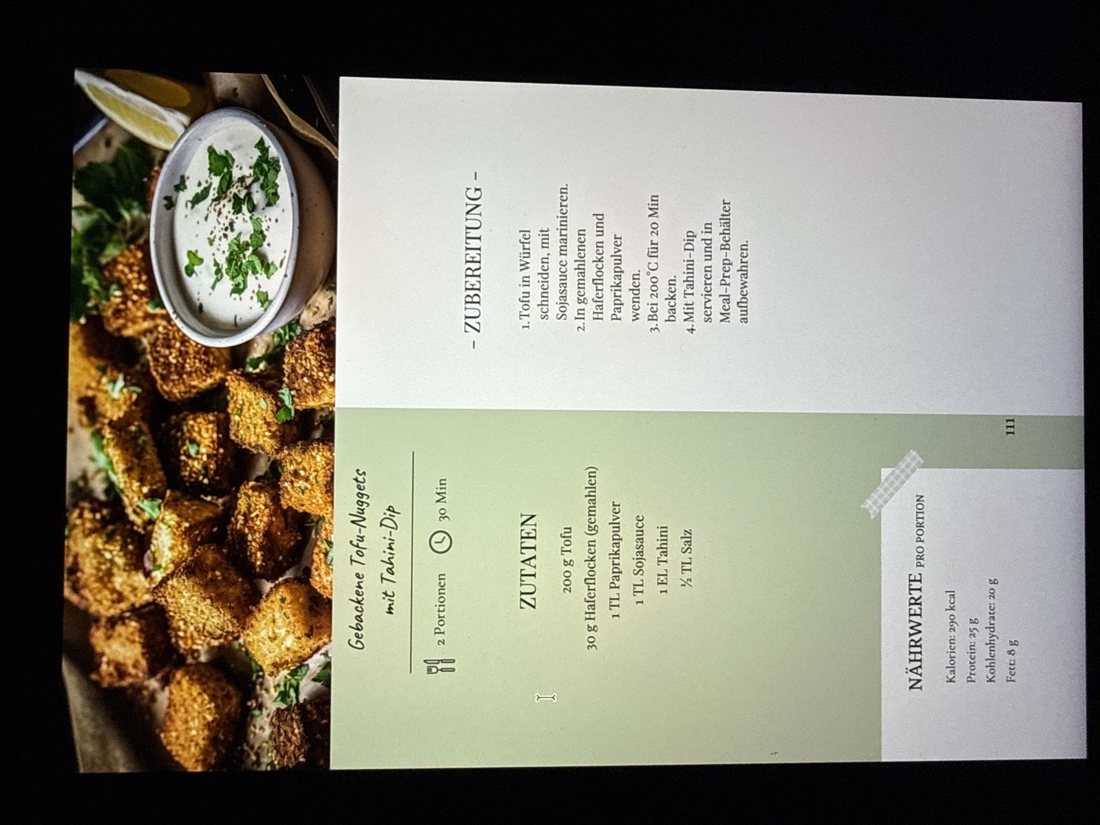 Gebackene Tofu-Nuggets
mit Tahini-Dip
2 Portionen 30 Min
ZUTATEN
200 g Tofu
30 g Haferflocken (gemahlen)
1 TL Paprikapulver
1 TL Sojasauce
1 EL Tahini
½ TL Salz
– ZUBEREITUNG –
1. Tofu in Würfel
schneiden, mit
Sojasauce marinieren.
2. In gemahlenen
Haferflocken und
Paprikapulver
wenden.
3. Bei 200°C für 20 Min
backen.
4. Mit Tahini-Dip
servieren und in
Meal-Prep-Behälter
aufbewahren.
NÄHRWERTE PRO PORTION
Kalorien: 290 kcal
Protein: 25 g
Kohlenhydrate: 20 g
Fett: 8 g
111